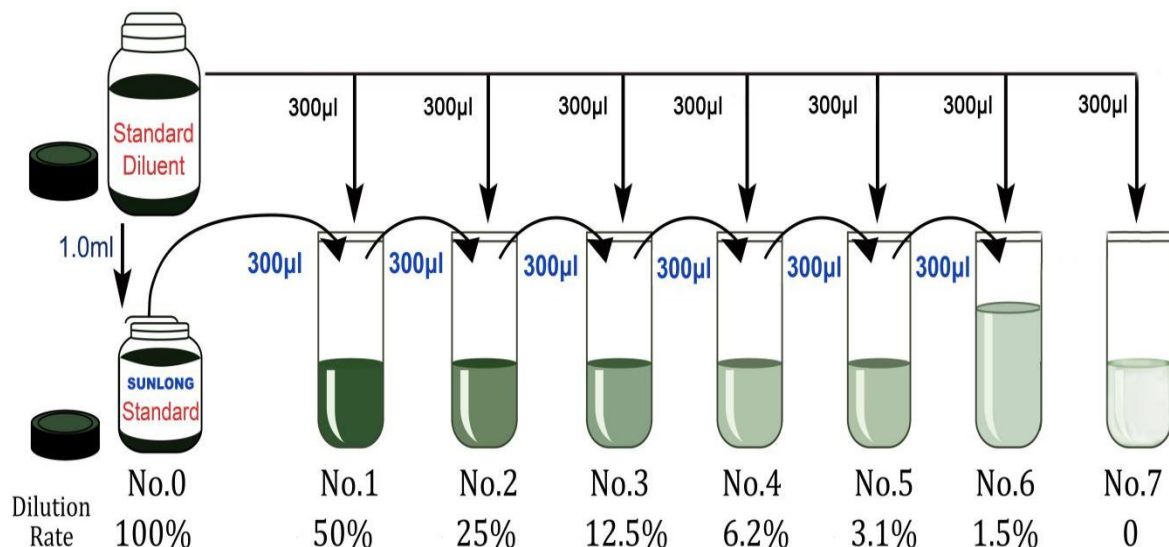 300µl 300µl 300µl 300µl 300µl 300µl 300µl
Standard
Diluent
1.0ml
300µl 300µl 300µl 300µl 300µl 300µl
SUNLONG
Standard
No.0 No.1 No.2 No.3 No.4 No.5 No.6 No.7
Dilution
Rate 100% 50% 25% 12.5% 6.2% 3.1% 1.5% 0